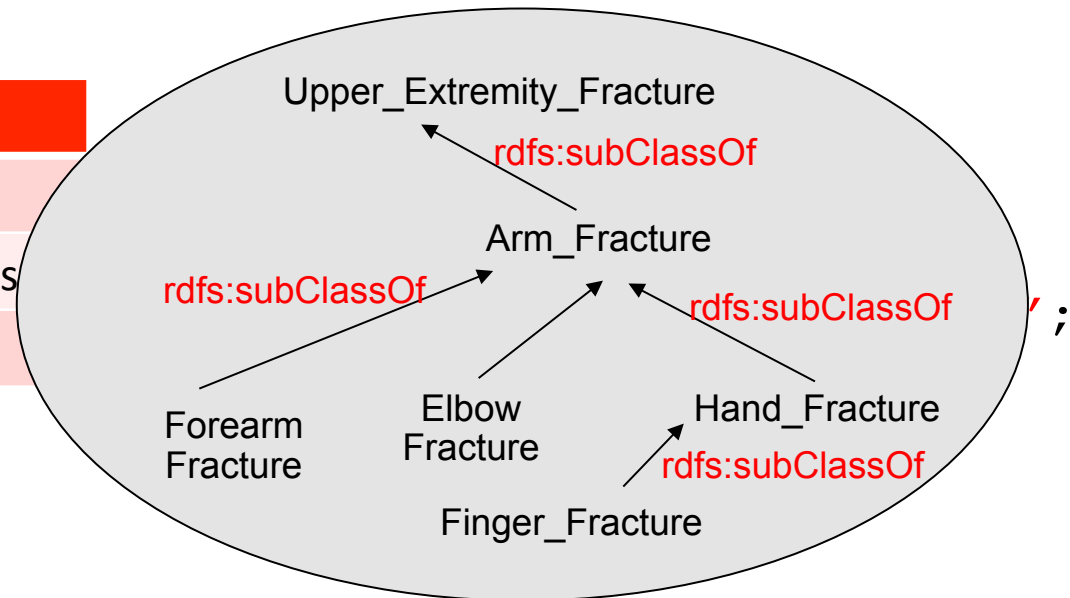 Upper_Extremity_Fracture
rdfs:subClassOf
Arm_Fracture
s
rdfs:subClassOf
rdfs:subClassOf
';
Forearm
Fracture
Elbow
Fracture
Hand_Fracture
rdfs:subClassOf
Finger_Fracture